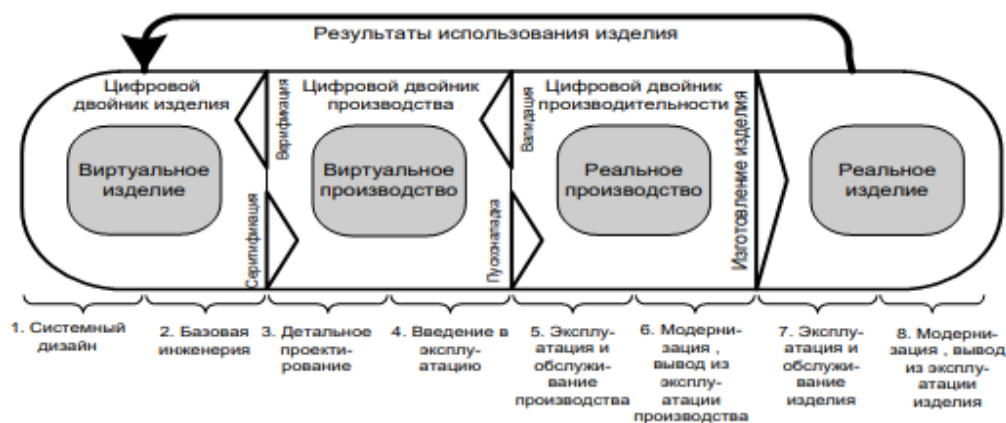 Результаты использования изделия
Цифровой
двойник изделия
Виртуальное
изделие
Верификация
Серитификация
Цифровой двойник
производства
Виртуальное
производство
Валидация
Пусконаладка
Цифровой двойник
производительности
Реальное
производство
Изготовление изделия
Реальное
изделие
1. Системный
дизайн
2. Базовая
инженерия
3. Детальное
проекти-
рование
4. Введение в
эксплу-
атацию
5. Эксплу-
атация и
обслужи-
вание
производства
6. Модерни-
зация , вывод
из эксплу-
атации
производства
7. Эксплу-
атация и
обслужи-
вание
изделия
8. Модерни-
зация , вывод
из эксплу-
атации
изделия